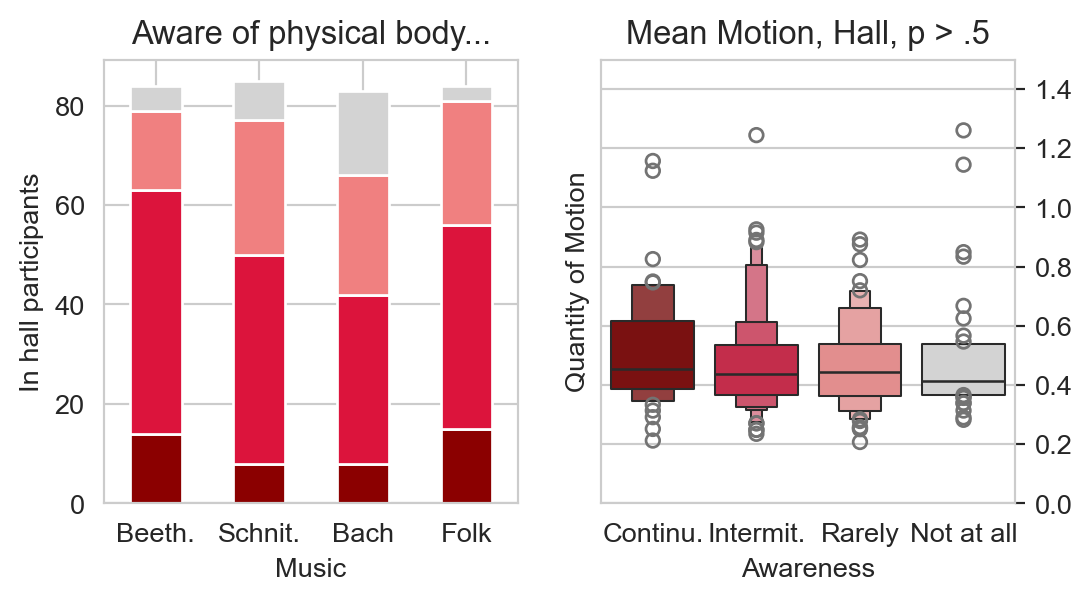 Aware of physical body...
In hall participants
80
60
40
20
0
Beeth. Schnit. Bach Folk
Music
Mean Motion, Hall, p > .5
Quantity of Motion
1.4
1.2
1.0
0.8
0.6
0.4
0.2
0.0
Continu. Intermit. Rarely Not at all
Awareness